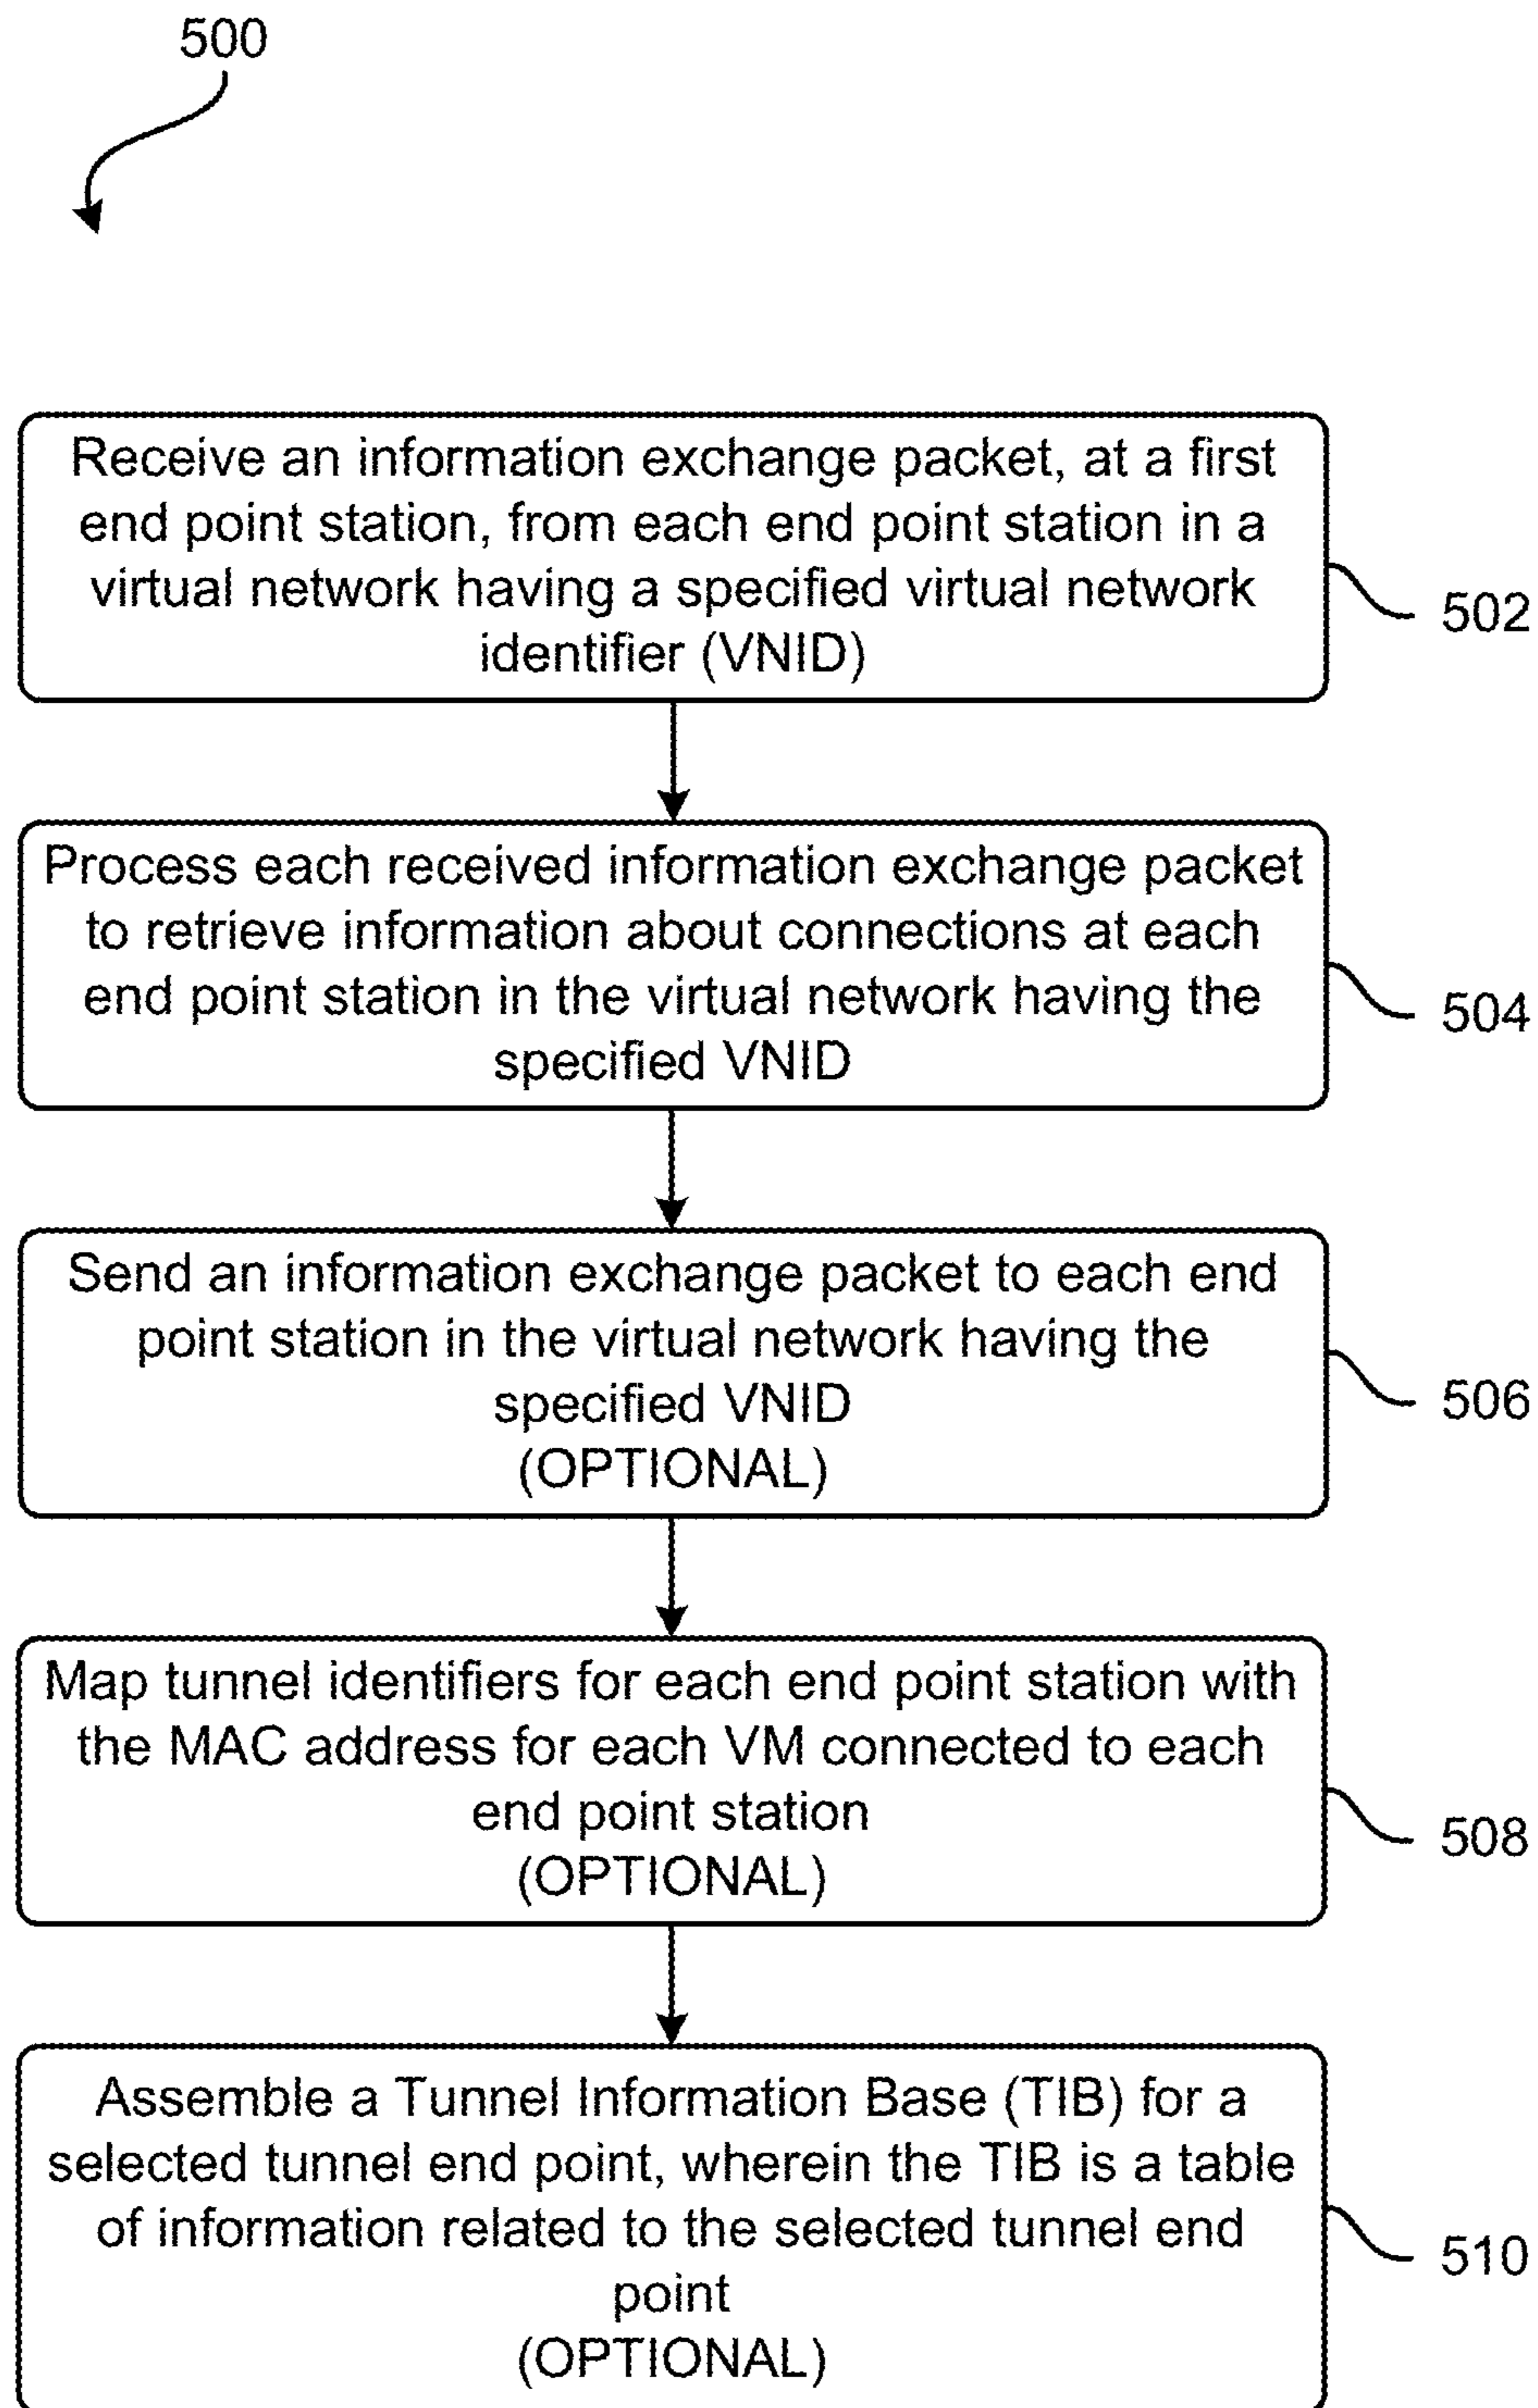 500
Receive an information exchange packet, at a first
end point station, from each end point station in a
virtual network having a specified virtual network
identifier (VNID)
502
Process each received information exchange packet
to retrieve information about connections at each
end point station in the virtual network having the
specified VNID
504
Send an information exchange packet to each end
point station in the virtual network having the
specified VNID
(OPTIONAL)
506
Map tunnel identifiers for each end point station with
the MAC address for each VM connected to each
end point station
(OPTIONAL)
508
Assemble a Tunnel Information Base (TIB) for a
selected tunnel end point, wherein the TIB is a table
of information related to the selected tunnel end
point
(OPTIONAL)
510